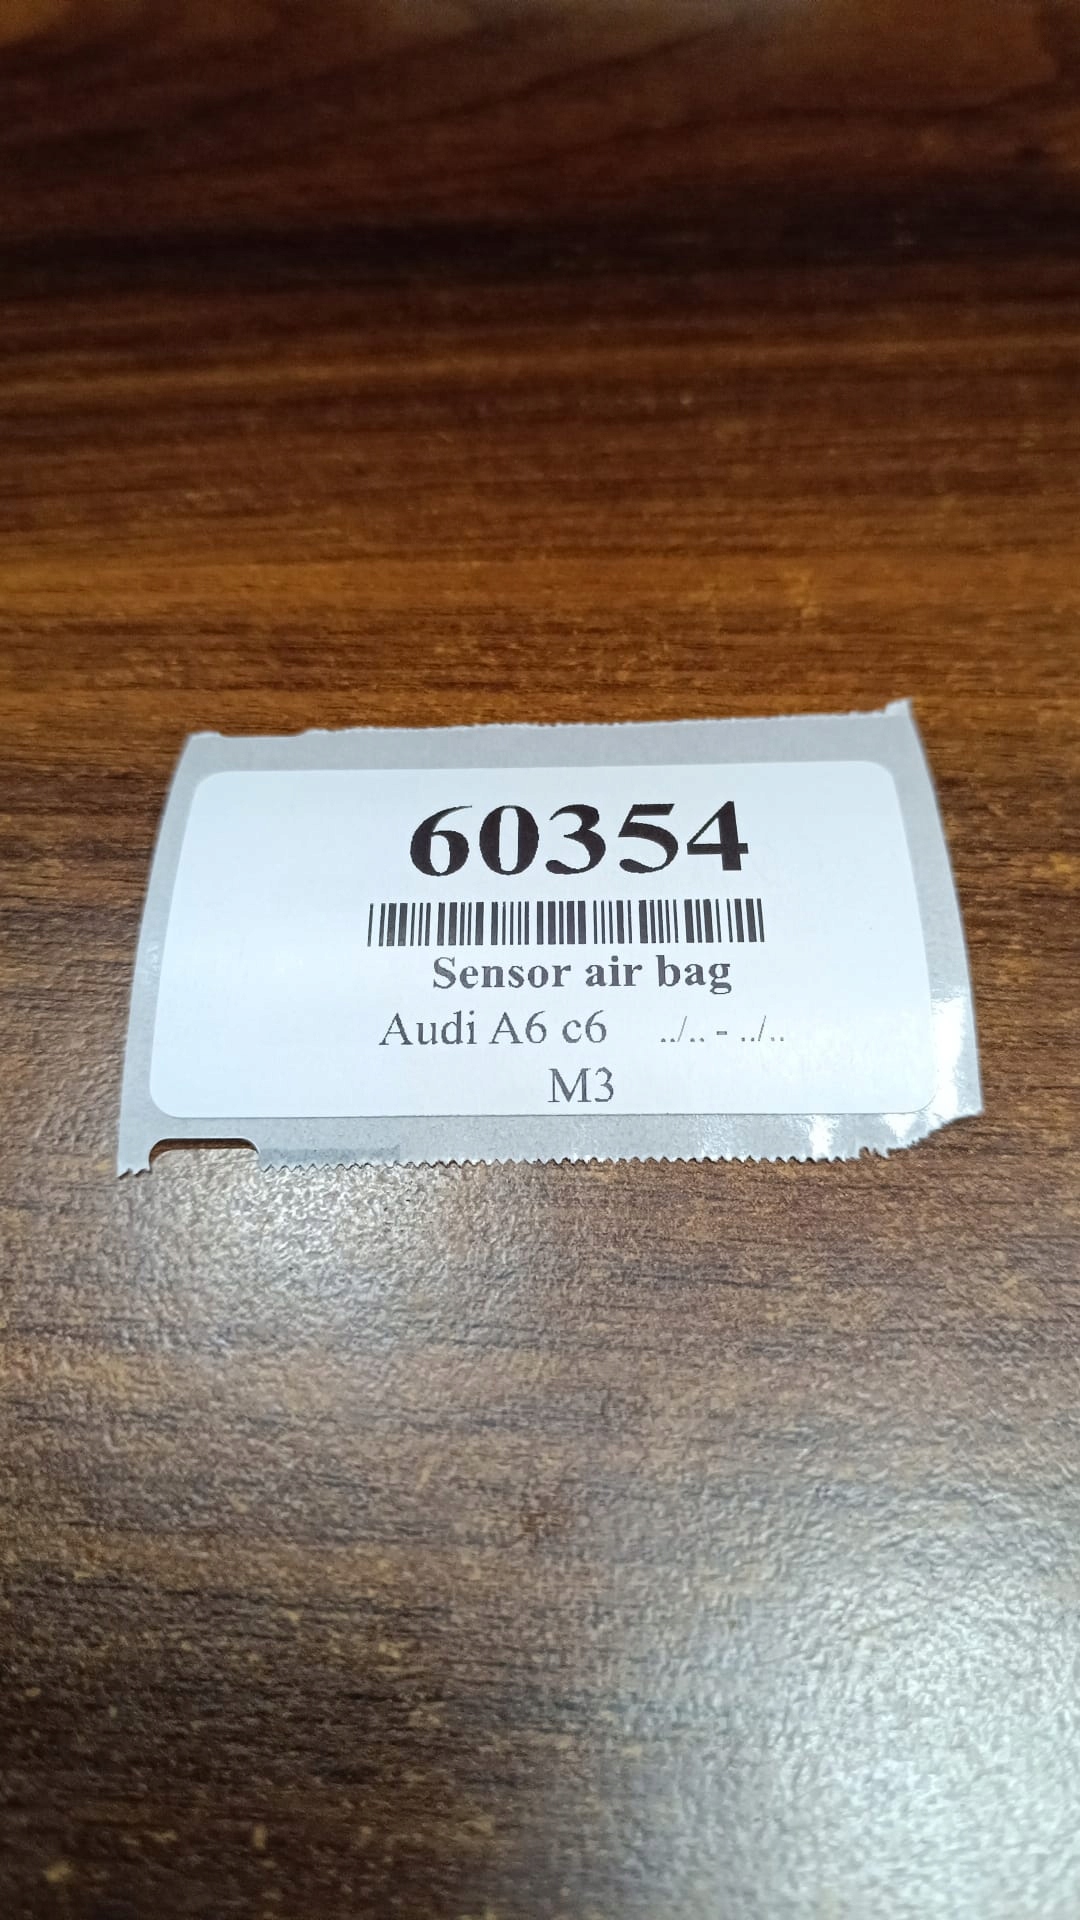 60354
Sensor air bag
Audi A6 c6 ../.. - ../..
M3